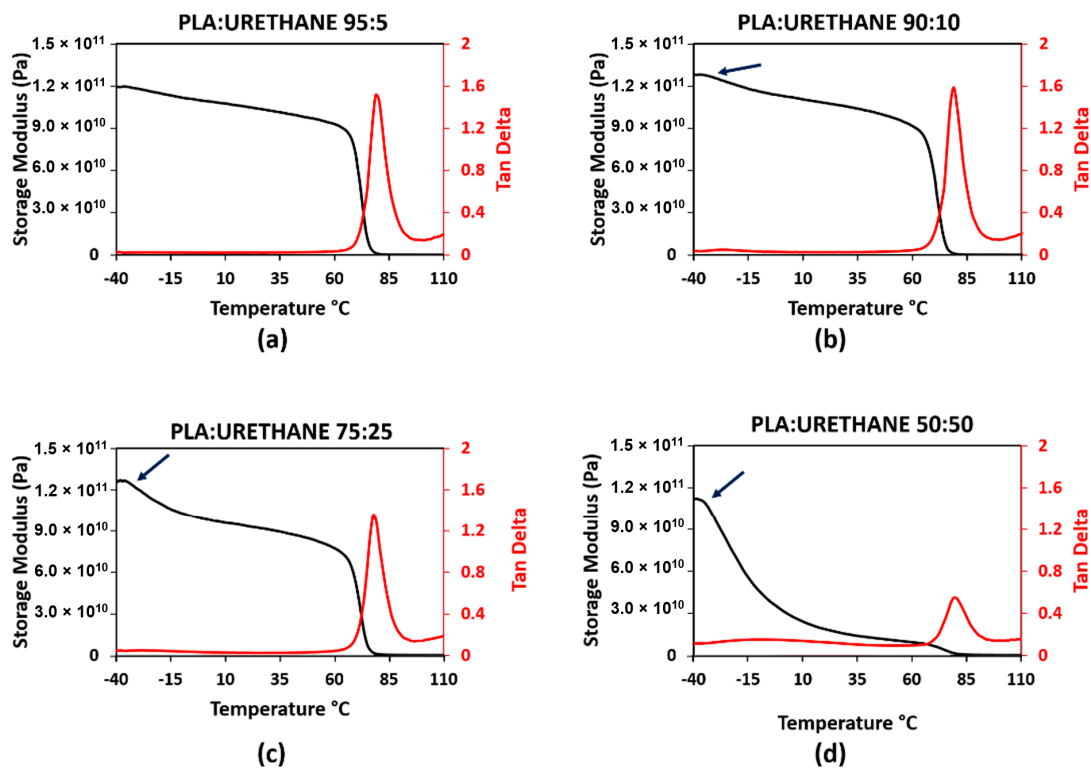 PLA:URETHANE 95:5
Storage Modulus (Pa)
1.5 × 10¹¹
1.2 × 10¹¹
9.0 × 10¹⁰
6.0 × 10¹⁰
3.0 × 10¹⁰
0
2
1.6
1.2
0.8
0.4
0
Tan Delta
-40 -15 10 35 60 85 110
Temperature °C
(a)
PLA:URETHANE 90:10
Storage Modulus (Pa)
1.5 × 10¹¹
1.2 × 10¹¹
9.0 × 10¹⁰
6.0 × 10¹⁰
3.0 × 10¹⁰
0
2
1.6
1.2
0.8
0.4
0
Tan Delta
-40 -15 10 35 60 85 110
Temperature °C
(b)
PLA:URETHANE 75:25
Storage Modulus (Pa)
1.5 × 10¹¹
1.2 × 10¹¹
9.0 × 10¹⁰
6.0 × 10¹⁰
3.0 × 10¹⁰
0
2
1.6
1.2
0.8
0.4
0
Tan Delta
-40 -15 10 35 60 85 110
Temperature °C
(c)
PLA:URETHANE 50:50
Storage Modulus (Pa)
1.5 × 10¹¹
1.2 × 10¹¹
9.0 × 10¹⁰
6.0 × 10¹⁰
3.0 × 10¹⁰
0
2
1.6
1.2
0.8
0.4
0
Tan Delta
-40 -15 10 35 60 85 110
Temperature °C
(d)